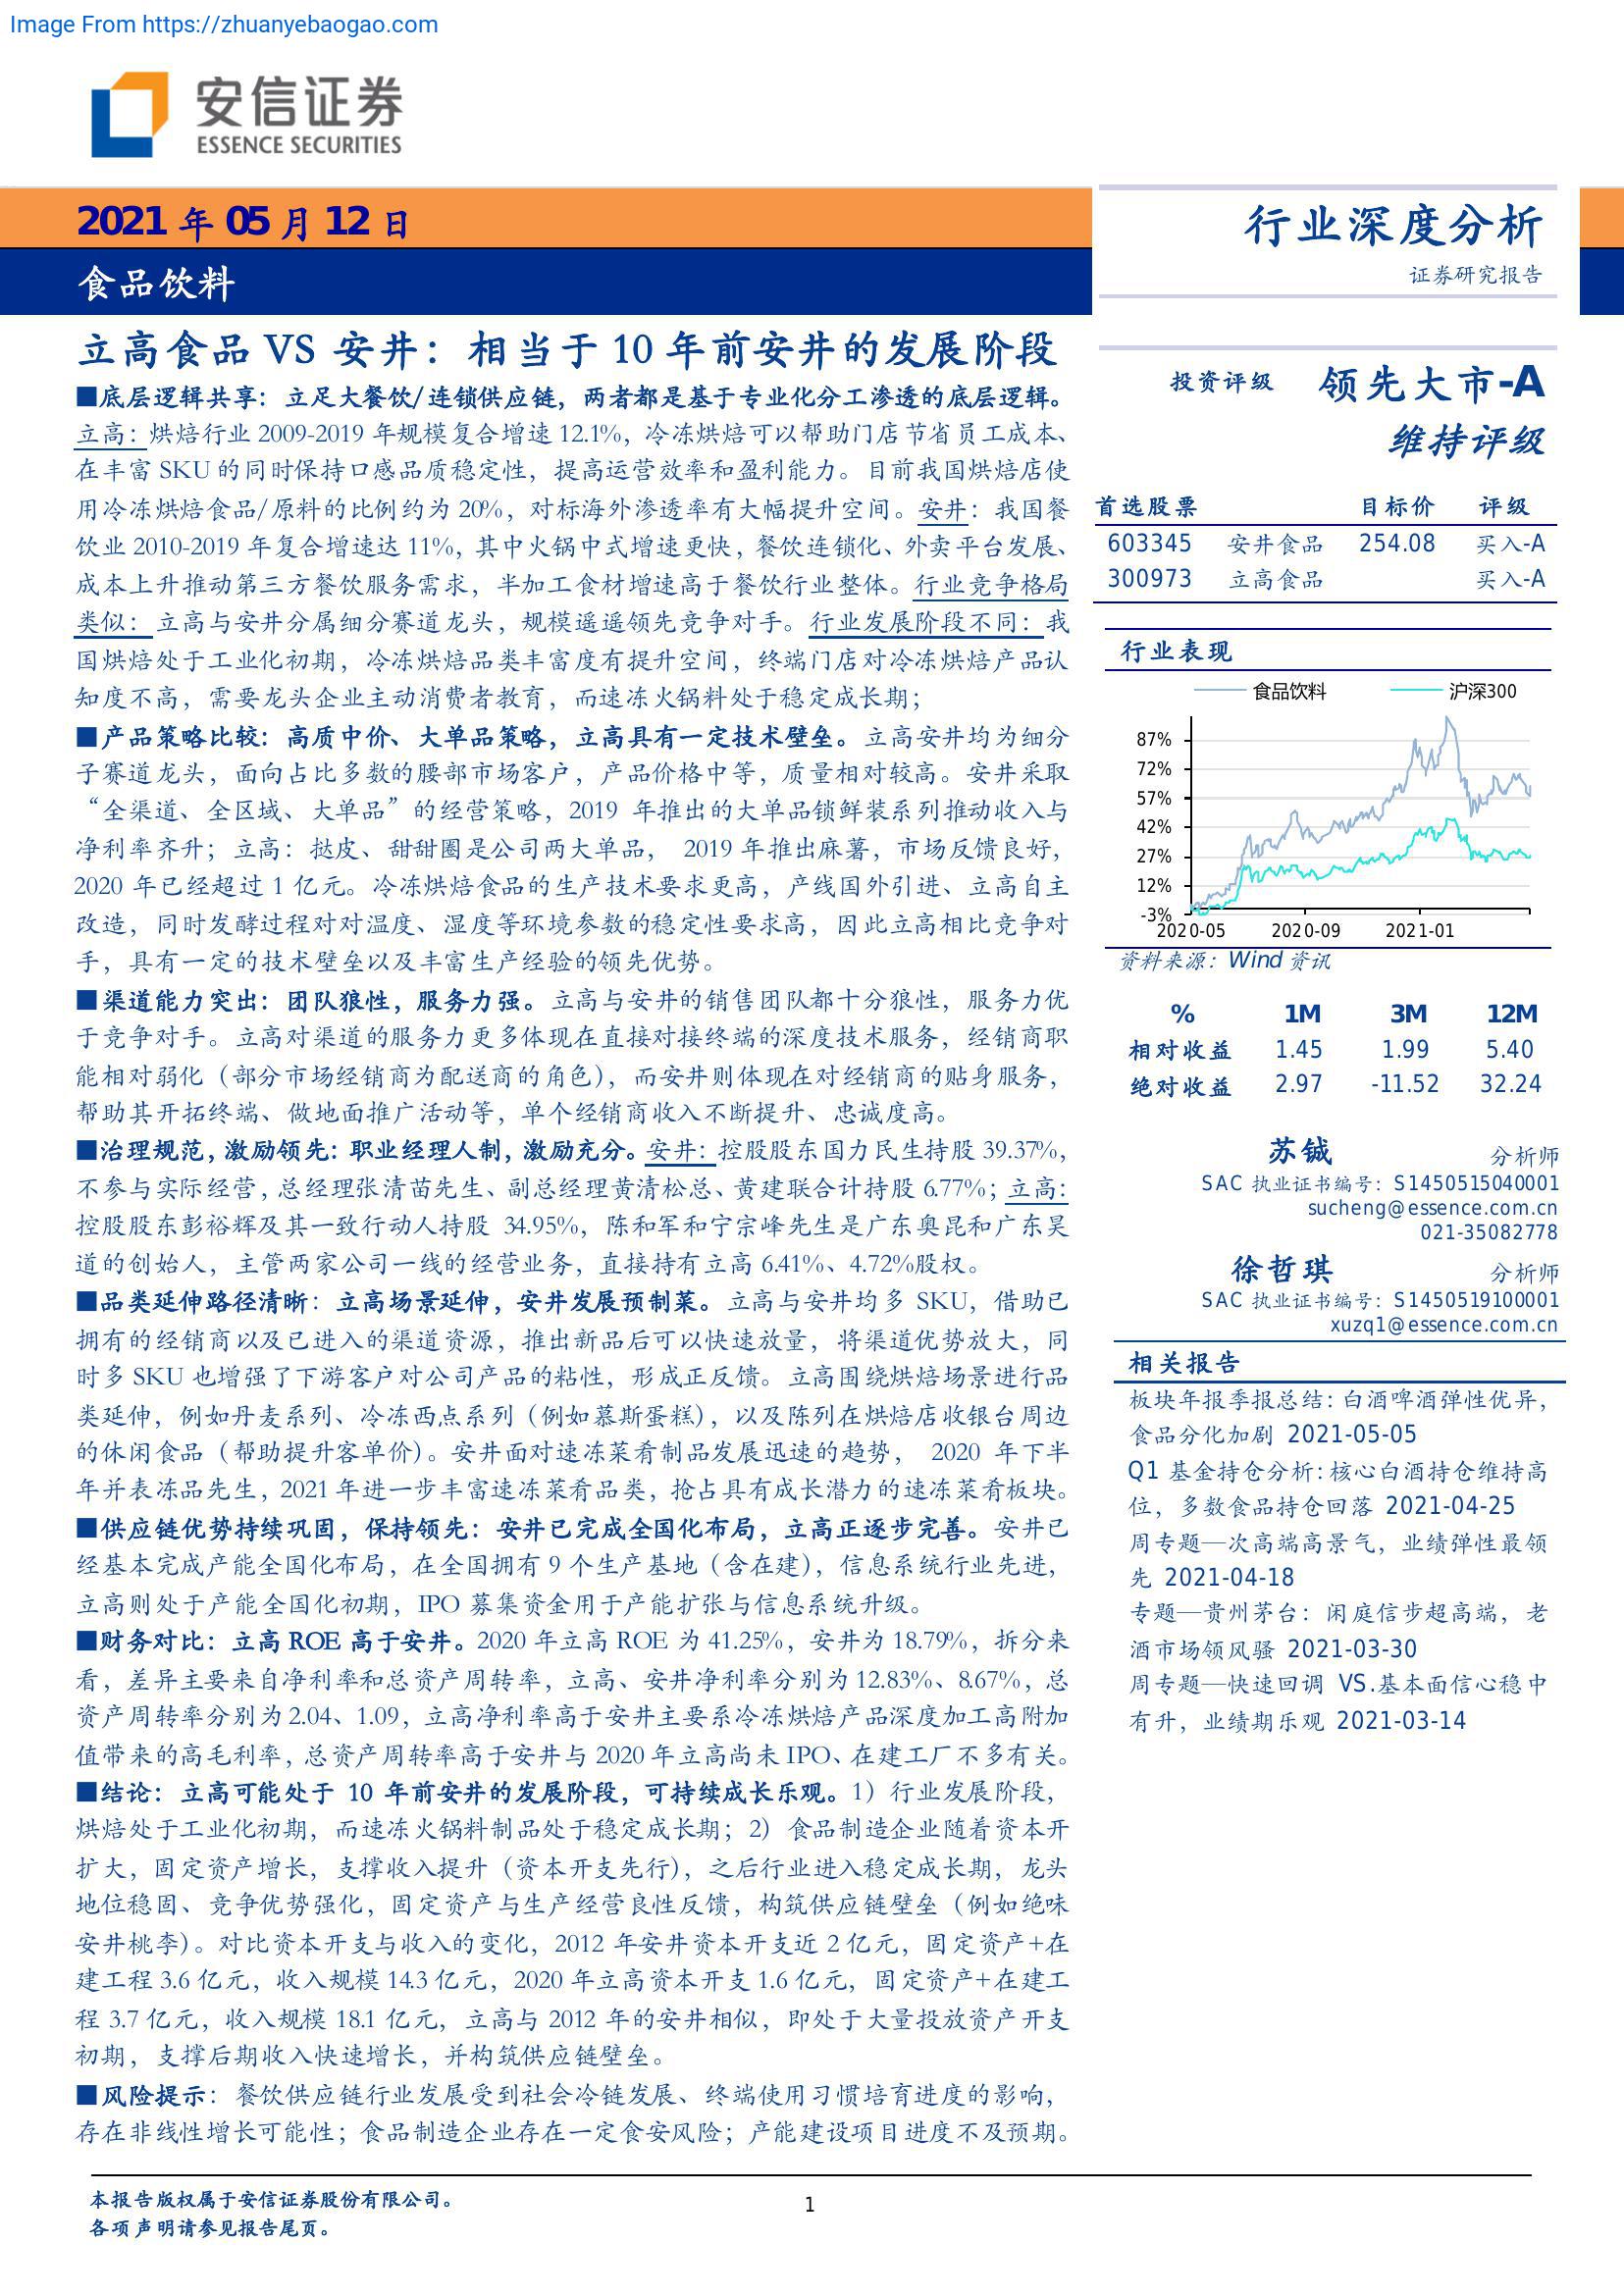 Image From https://zhuanyebaogao.com
安信证券
ESSENCE SECURITIES
2021 年 05 月 12 日
食品饮料
行业深度分析
证券研究报告
立高食品 VS 安井：相当于 10 年前安井的发展阶段
■底层逻辑共享：立足大餐饮/连锁供应链，两者都是基于专业化分工渗透的底层逻辑。
立高：烘焙行业 2009-2019 年规模复合增速 12.1%，冷冻烘焙可以帮助门店节省员工成本、
在丰富 SKU 的同时保持口感品质稳定性，提高运营效率和盈利能力。目前我国烘焙店使
用冷冻烘焙食品/原料的比例约为 20%，对标海外渗透率有大幅提升空间。安井：我国餐
饮业 2010-2019 年复合增速达 11%，其中火锅中式增速更快，餐饮连锁化、外卖平台发展、
成本上升推动第三方餐饮服务需求，半加工食材增速高于餐饮行业整体。行业竞争格局
类似：立高与安井分属细分赛道龙头，规模遥遥领先竞争对手。行业发展阶段不同：我
国烘焙处于工业化初期，冷冻烘焙品类丰富度有提升空间，终端门店对冷冻烘焙产品认
知度不高，需要龙头企业主动消费者教育，而速冻火锅料处于稳定成长期；
■产品策略比较：高质中价、大单品策略，立高具有一定技术壁垒。立高安井均为细分
子赛道龙头，面向占比多数的腰部市场客户，产品价格中等，质量相对较高。安井采取
“全渠道、全区域、大单品”的经营策略，2019 年推出的大单品锁鲜装系列推动收入与
净利率齐升；立高：挞皮、甜甜圈是公司两大单品， 2019 年推出麻薯，市场反馈良好，
2020 年已经超过 1 亿元。冷冻烘焙食品的生产技术要求更高，产线国外引进、立高自主
改造，同时发酵过程对对温度、湿度等环境参数的稳定性要求高，因此立高相比竞争对
手，具有一定的技术壁垒以及丰富生产经验的领先优势。
■渠道能力突出：团队狼性，服务力强。立高与安井的销售团队都十分狼性，服务力优
于竞争对手。立高对渠道的服务力更多体现在直接对接终端的深度技术服务，经销商职
能相对弱化（部分市场经销商为配送商的角色），而安井则体现在对经销商的贴身服务，
帮助其开拓终端、做地面推广活动等，单个经销商收入不断提升、忠诚度高。
■治理规范，激励领先：职业经理人制，激励充分。安井：控股股东国力民生持股 39.37%，
不参与实际经营，总经理张清苗先生、副总经理黄清松总、黄建联合计持股 6.77%；立高：
控股股东彭裕辉及其一致行动人持股 34.95%，陈和军和宁宗峰先生是广东奥昆和广东昊
道的创始人，主管两家公司一线的经营业务，直接持有立高 6.41%、4.72%股权。
■品类延伸路径清晰：立高场景延伸，安井发展预制菜。立高与安井均多 SKU，借助已
拥有的经销商以及已进入的渠道资源，推出新品后可以快速放量，将渠道优势放大，同
时多 SKU 也增强了下游客户对公司产品的粘性，形成正反馈。立高围绕烘焙场景进行品
类延伸，例如丹麦系列、冷冻西点系列（例如慕斯蛋糕），以及陈列在烘焙店收银台周边
的休闲食品（帮助提升客单价）。安井面对速冻菜肴制品发展迅速的趋势， 2020 年下半
年并表冻品先生，2021 年进一步丰富速冻菜肴品类，抢占具有成长潜力的速冻菜肴板块。
■供应链优势持续巩固，保持领先：安井已完成全国化布局，立高正逐步完善。安井已
经基本完成产能全国化布局，在全国拥有 9 个生产基地（含在建），信息系统行业先进，
立高则处于产能全国化初期，IPO 募集资金用于产能扩张与信息系统升级。
■财务对比：立高 ROE 高于安井。2020 年立高 ROE 为 41.25%，安井为 18.79%，拆分来
看，差异主要来自净利率和总资产周转率，立高、安井净利率分别为 12.83%、8.67%，总
资产周转率分别为 2.04、1.09，立高净利率高于安井主要系冷冻烘焙产品深度加工高附加
值带来的高毛利率，总资产周转率高于安井与 2020 年立高尚未 IPO、在建工厂不多有关。
■结论：立高可能处于 10 年前安井的发展阶段，可持续成长乐观。1）行业发展阶段，
烘焙处于工业化初期，而速冻火锅料制品处于稳定成长期；2）食品制造企业随着资本开
扩大，固定资产增长，支撑收入提升（资本开支先行），之后行业进入稳定成长期，龙头
地位稳固、竞争优势强化，固定资产与生产经营良性反馈，构筑供应链壁垒（例如绝味
安井桃李）。对比资本开支与收入的变化，2012 年安井资本开支近 2 亿元，固定资产+在
建工程 3.6 亿元，收入规模 14.3 亿元，2020 年立高资本开支 1.6 亿元，固定资产+在建工
程 3.7 亿元，收入规模 18.1 亿元，立高与 2012 年的安井相似，即处于大量投放资产开支
初期，支撑后期收入快速增长，并构筑供应链壁垒。
■风险提示：餐饮供应链行业发展受到社会冷链发展、终端使用习惯培育进度的影响，
存在非线性增长可能性；食品制造企业存在一定食安风险；产能建设项目进度不及预期。
投资评级 领先大市-A
维持评级
首选股票 目标价 评级
603345 安井食品 254.08 买入-A
300973 立高食品 买入-A
行业表现
食品饮料 沪深300
87%
72%
57%
42%
27%
12%
-3%
2020-05 2020-09 2021-01
资料来源：Wind 资讯
% 1M 3M 12M
相对收益 1.45 1.99 5.40
绝对收益 2.97 -11.52 32.24
苏铖 分析师
SAC 执业证书编号：S1450515040001
sucheng@essence.com.cn
021-35082778
徐哲琪 分析师
SAC 执业证书编号：S1450519100001
xuzq1@essence.com.cn
相关报告
板块年报季报总结：白酒啤酒弹性优异，
食品分化加剧 2021-05-05
Q1 基金持仓分析：核心白酒持仓维持高
位，多数食品持仓回落 2021-04-25
周专题—次高端高景气，业绩弹性最领
先 2021-04-18
专题—贵州茅台：闲庭信步超高端，老
酒市场领风骚 2021-03-30
周专题—快速回调 VS.基本面信心稳中
有升，业绩期乐观 2021-03-14
本报告版权属于安信证券股份有限公司。
各项声明请参见报告尾页。
1